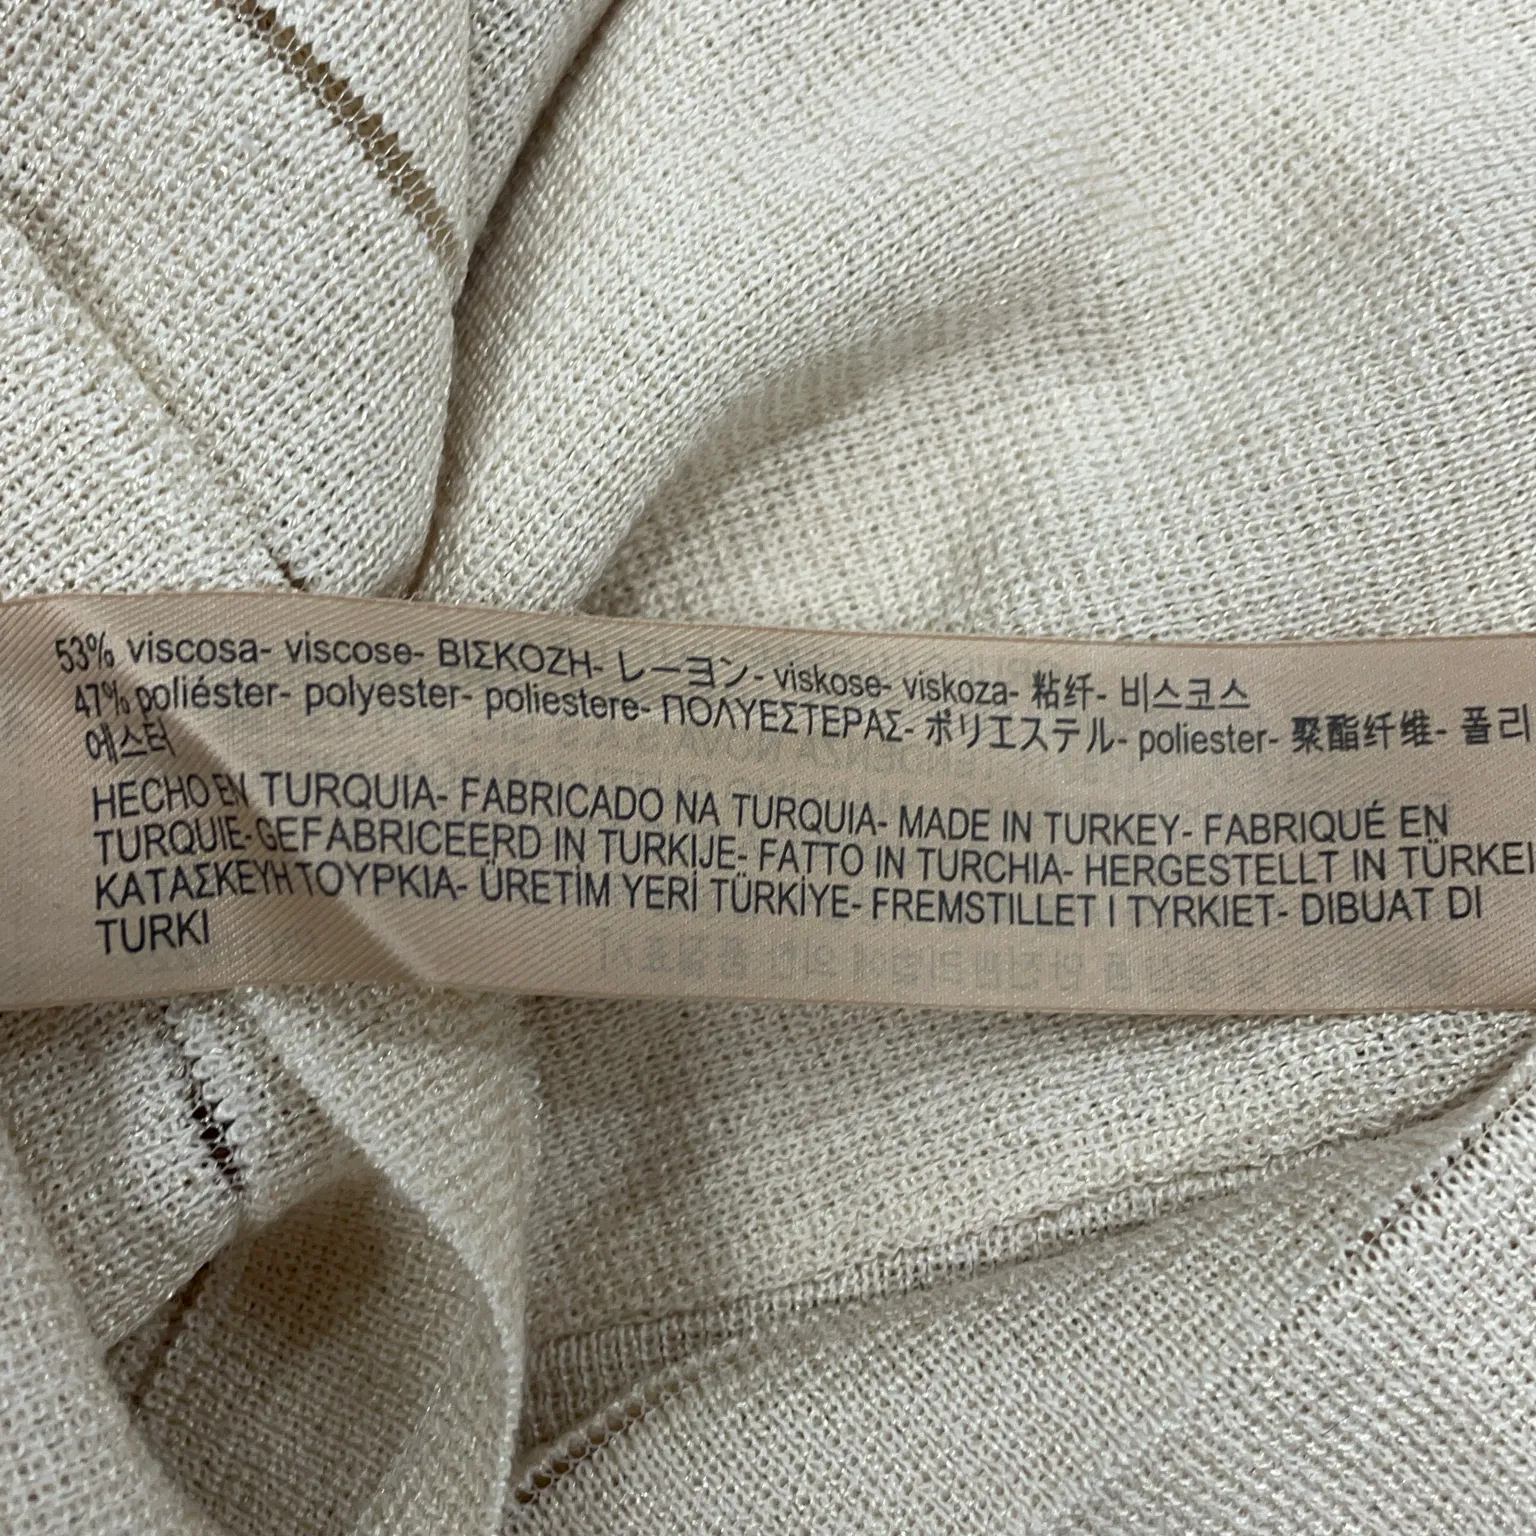 53% viscosa- viscose- ΒΙΣΚΟΖΗ- レーヨン- viskose- viskoza- 粘纤- 비스코스
47% poliéster- polyester- poliestere- ΠΟΛΥΕΣΤΕΡΑΣ- ポリエステル- poliester- 聚酯纤维- 폴리
에스터
HECHO EN TURQUIA- FABRICADO NA TURQUIA- MADE IN TURKEY- FABRIQUÉ EN
TURQUIE- GEFABRICEERD IN TURKIJE- FATTO IN TURCHIA- HERGESTELLT IN TÜRKEI
ΚΑΤΑΣΚΕΥΗ ΤΟΥΡΚΙΑ- ÜRETİM YERİ TÜRKİYE- FREMSTILLET I TYRKIET- DIBUAT DI
TURKI